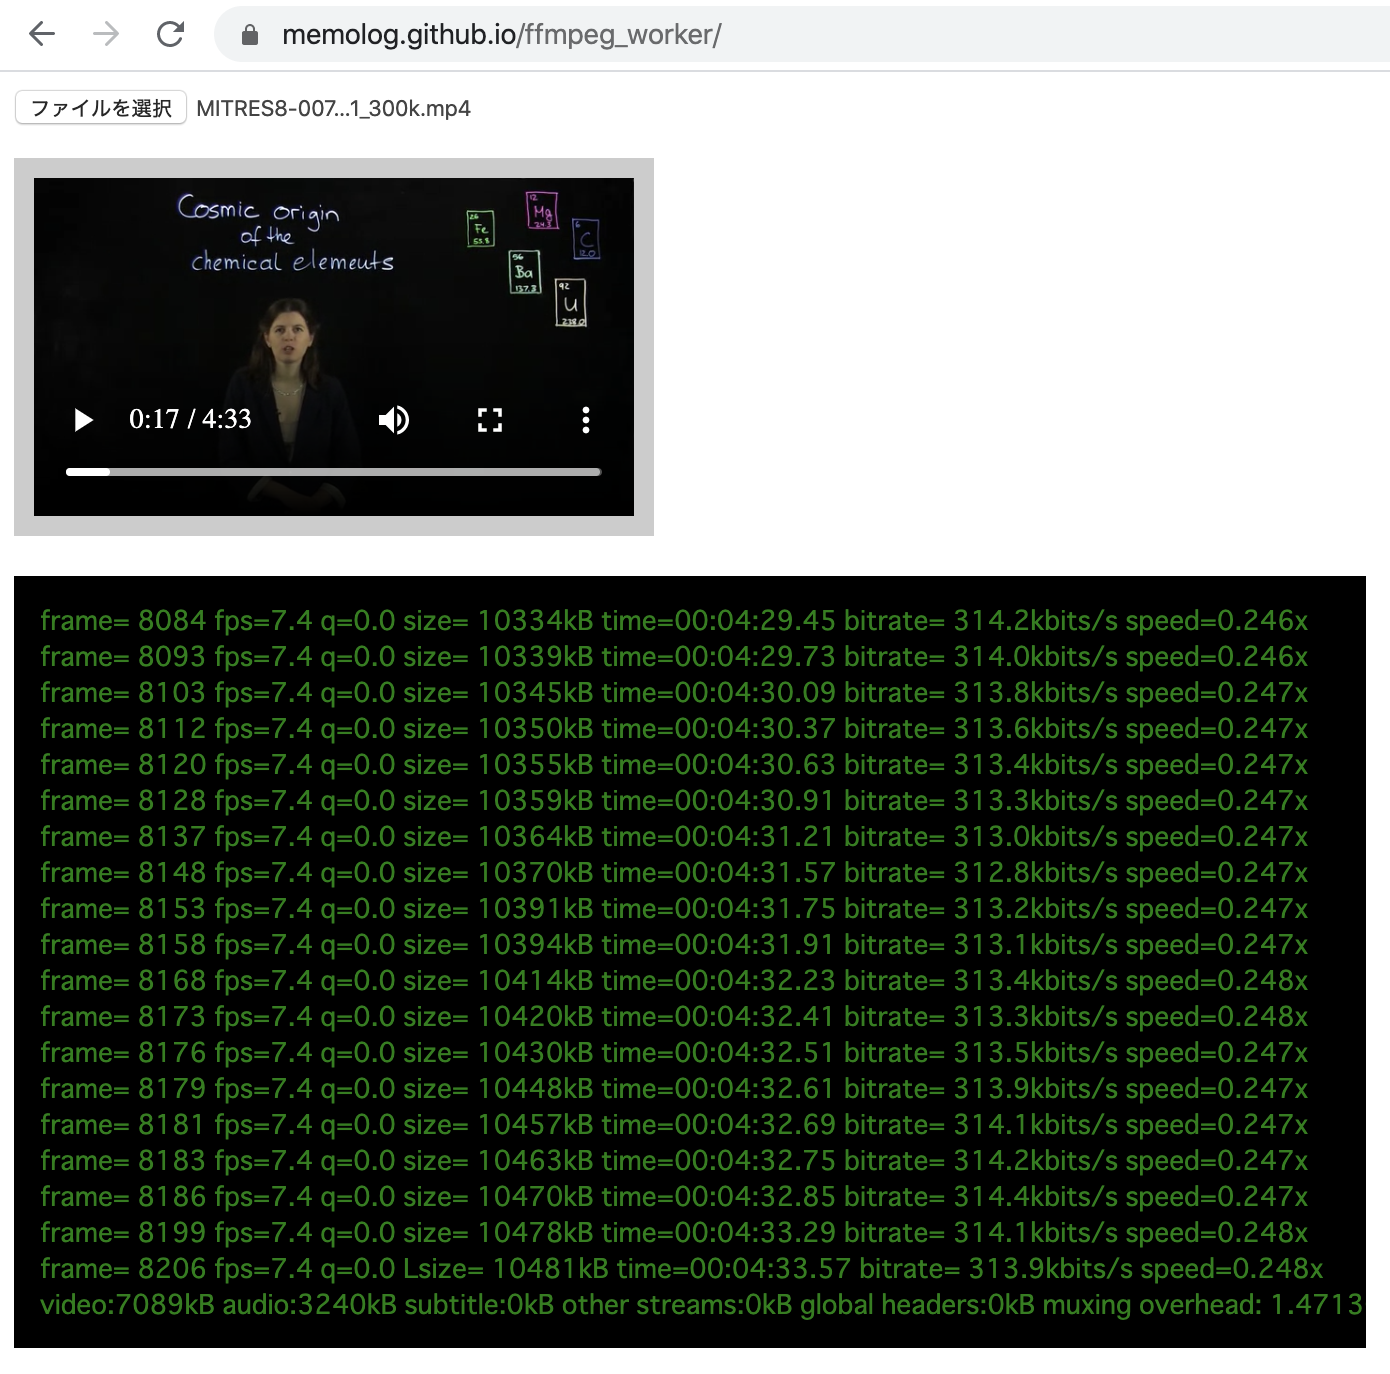 memolog.github.io/ffmpeg_worker/
ファイルを選択 MITRES8-007...1_300k.mp4
Cosmic origin
of the
chemical elements
12
Mg
24.3
26
Fe
55.8
6
C
12.0
56
Ba
137.3
92
U
238.0
0:17 / 4:33
frame= 8084 fps=7.4 q=0.0 size= 10334kB time=00:04:29.45 bitrate= 314.2kbits/s speed=0.246x
frame= 8093 fps=7.4 q=0.0 size= 10339kB time=00:04:29.73 bitrate= 314.0kbits/s speed=0.246x
frame= 8103 fps=7.4 q=0.0 size= 10345kB time=00:04:30.09 bitrate= 313.8kbits/s speed=0.247x
frame= 8112 fps=7.4 q=0.0 size= 10350kB time=00:04:30.37 bitrate= 313.6kbits/s speed=0.247x
frame= 8120 fps=7.4 q=0.0 size= 10355kB time=00:04:30.63 bitrate= 313.4kbits/s speed=0.247x
frame= 8128 fps=7.4 q=0.0 size= 10359kB time=00:04:30.91 bitrate= 313.3kbits/s speed=0.247x
frame= 8137 fps=7.4 q=0.0 size= 10364kB time=00:04:31.21 bitrate= 313.0kbits/s speed=0.247x
frame= 8148 fps=7.4 q=0.0 size= 10370kB time=00:04:31.57 bitrate= 312.8kbits/s speed=0.247x
frame= 8153 fps=7.4 q=0.0 size= 10391kB time=00:04:31.75 bitrate= 313.2kbits/s speed=0.247x
frame= 8158 fps=7.4 q=0.0 size= 10394kB time=00:04:31.91 bitrate= 313.1kbits/s speed=0.247x
frame= 8168 fps=7.4 q=0.0 size= 10414kB time=00:04:32.23 bitrate= 313.4kbits/s speed=0.248x
frame= 8173 fps=7.4 q=0.0 size= 10420kB time=00:04:32.41 bitrate= 313.3kbits/s speed=0.248x
frame= 8176 fps=7.4 q=0.0 size= 10430kB time=00:04:32.51 bitrate= 313.5kbits/s speed=0.247x
frame= 8179 fps=7.4 q=0.0 size= 10448kB time=00:04:32.61 bitrate= 313.9kbits/s speed=0.247x
frame= 8181 fps=7.4 q=0.0 size= 10457kB time=00:04:32.69 bitrate= 314.1kbits/s speed=0.247x
frame= 8183 fps=7.4 q=0.0 size= 10463kB time=00:04:32.75 bitrate= 314.2kbits/s speed=0.247x
frame= 8186 fps=7.4 q=0.0 size= 10470kB time=00:04:32.85 bitrate= 314.4kbits/s speed=0.247x
frame= 8199 fps=7.4 q=0.0 size= 10478kB time=00:04:33.29 bitrate= 314.1kbits/s speed=0.248x
frame= 8206 fps=7.4 q=0.0 Lsize= 10481kB time=00:04:33.57 bitrate= 313.9kbits/s speed=0.248x
video:7089kB audio:3240kB subtitle:0kB other streams:0kB global headers:0kB muxing overhead: 1.4713